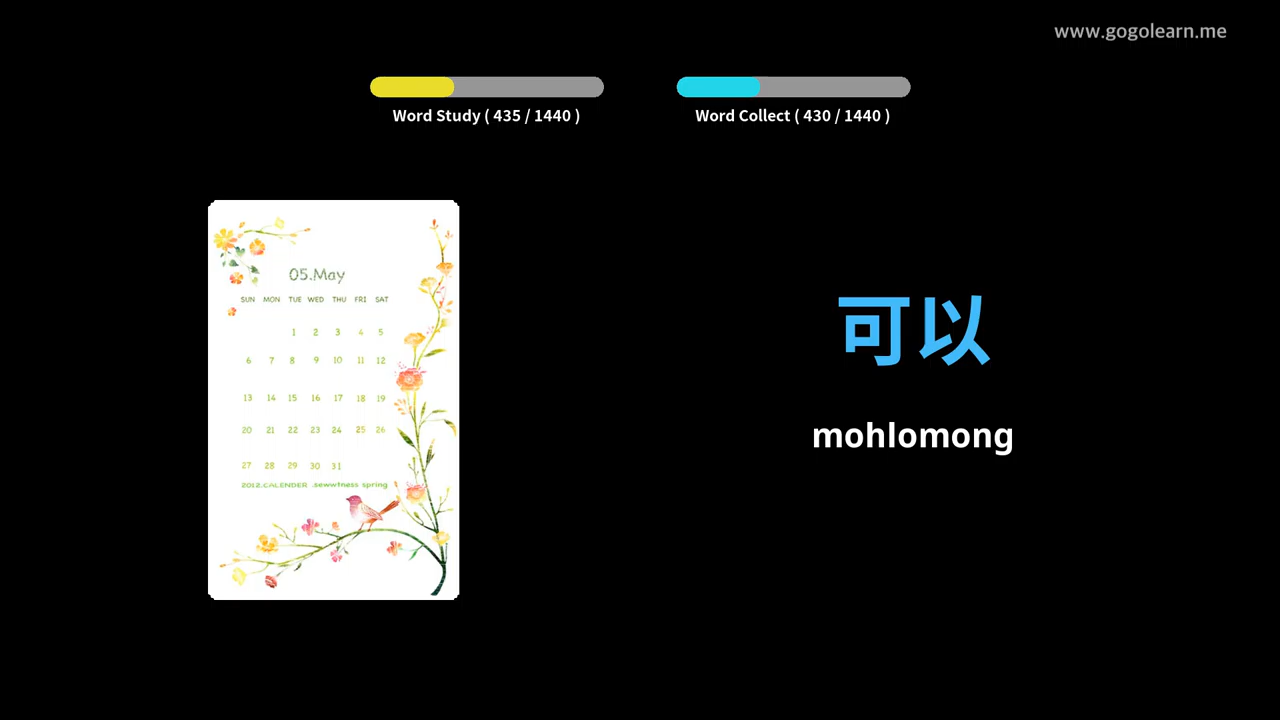 www.gogolearn.me
Word Study ( 435 / 1440 )
Word Collect ( 430 / 1440 )
05.May
SUN MON TUE WED THU FRI SAT
1 2 3 4 5
6 7 8 9 10 11 12
13 14 15 16 17 18 19
20 21 22 23 24 25 26
27 28 29 30 31
2012.CALENDER .sewwtness spring
可以
mohlomong